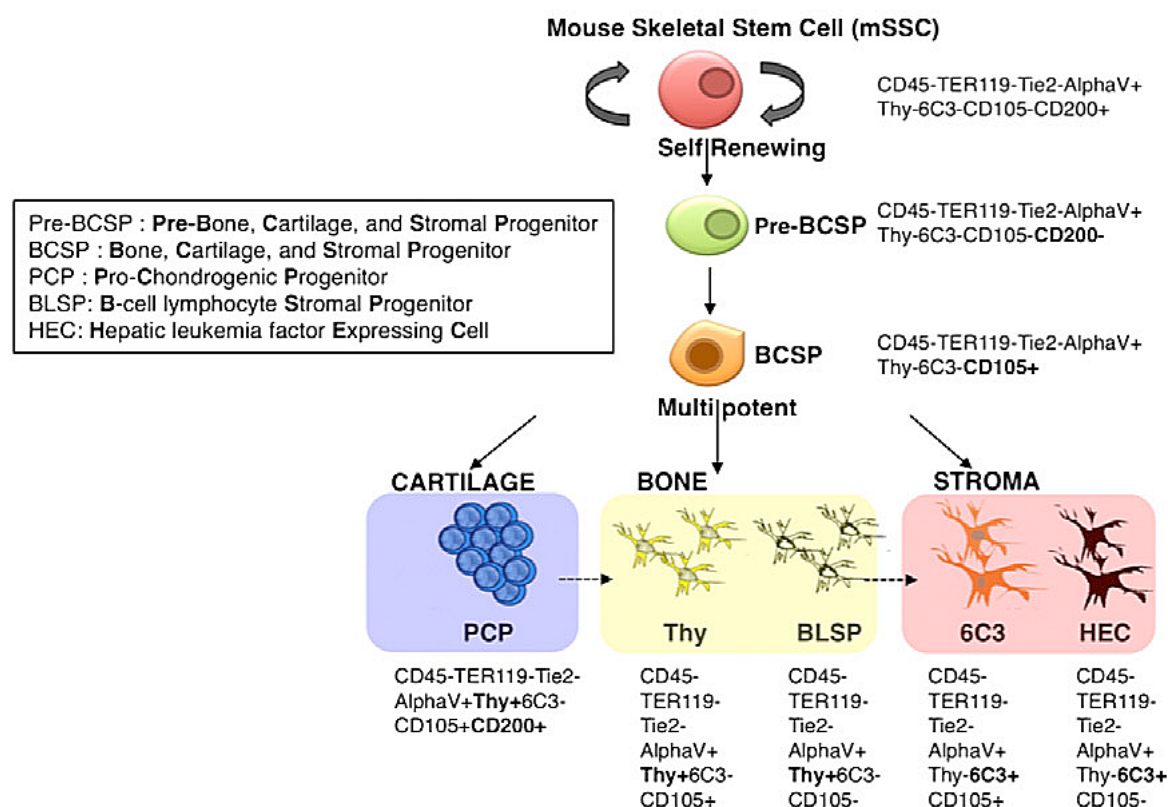 Mouse Skeletal Stem Cell (mSSC)
CD45-TER119-Tie2-AlphaV+
Thy-6C3-CD105-CD200+
Self Renewing
Pre-BCSP : Pre-Bone, Cartilage, and Stromal Progenitor
BCSP : Bone, Cartilage, and Stromal Progenitor
PCP : Pro-Chondrogenic Progenitor
BLSP: B-cell lymphocyte Stromal Progenitor
HEC: Hepatic leukemia factor Expressing Cell
Pre-BCSP
CD45-TER119-Tie2-AlphaV+
Thy-6C3-CD105-CD200-
BCSP
CD45-TER119-Tie2-AlphaV+
Thy-6C3-CD105+
Multipotent
CARTILAGE
PCP
CD45-TER119-Tie2-
AlphaV+Thy+6C3-
CD105+CD200+
BONE
Thy
CD45-
TER119-
Tie2-
AlphaV+
Thy+6C3-
CD105+
BLSP
CD45-
TER119-
Tie2-
AlphaV+
Thy+6C3-
CD105-
STROMA
6C3
CD45-
TER119-
Tie2-
AlphaV+
Thy-6C3+
CD105+
HEC
CD45-
TER119-
Tie2-
AlphaV+
Thy-6C3+
CD105-